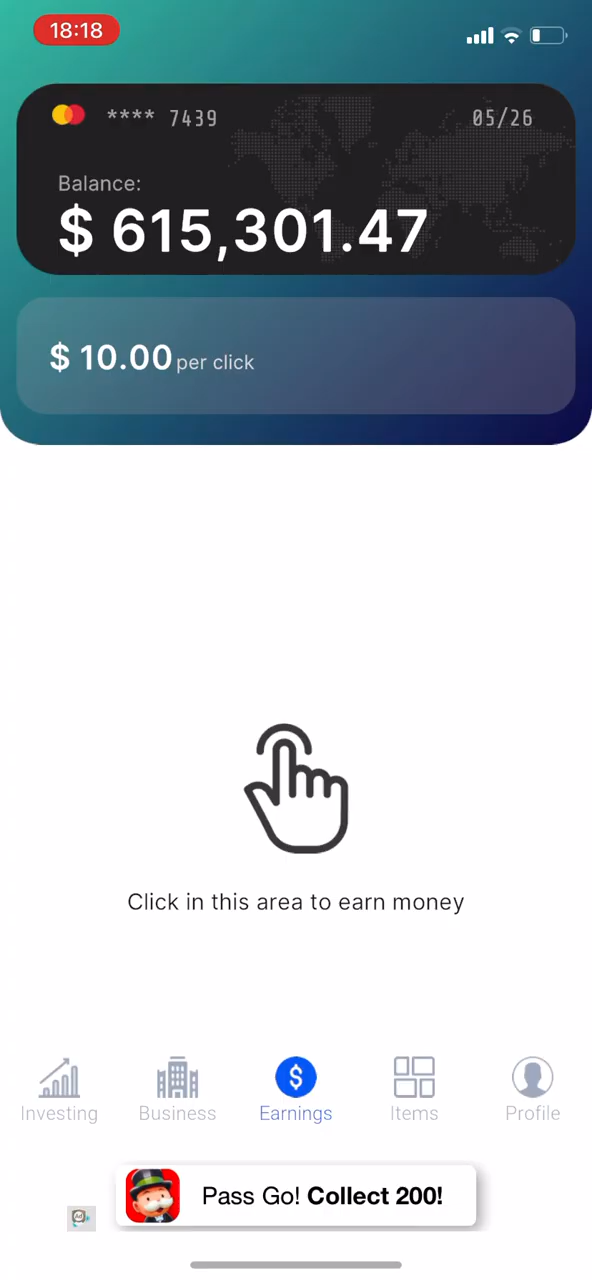 18:18
**** 7439
05/26
Balance:
$ 615,301.47
$ 10.00 per click
Click in this area to earn money
Investing
Business
Earnings
Items
Profile
Pass Go! Collect 200!